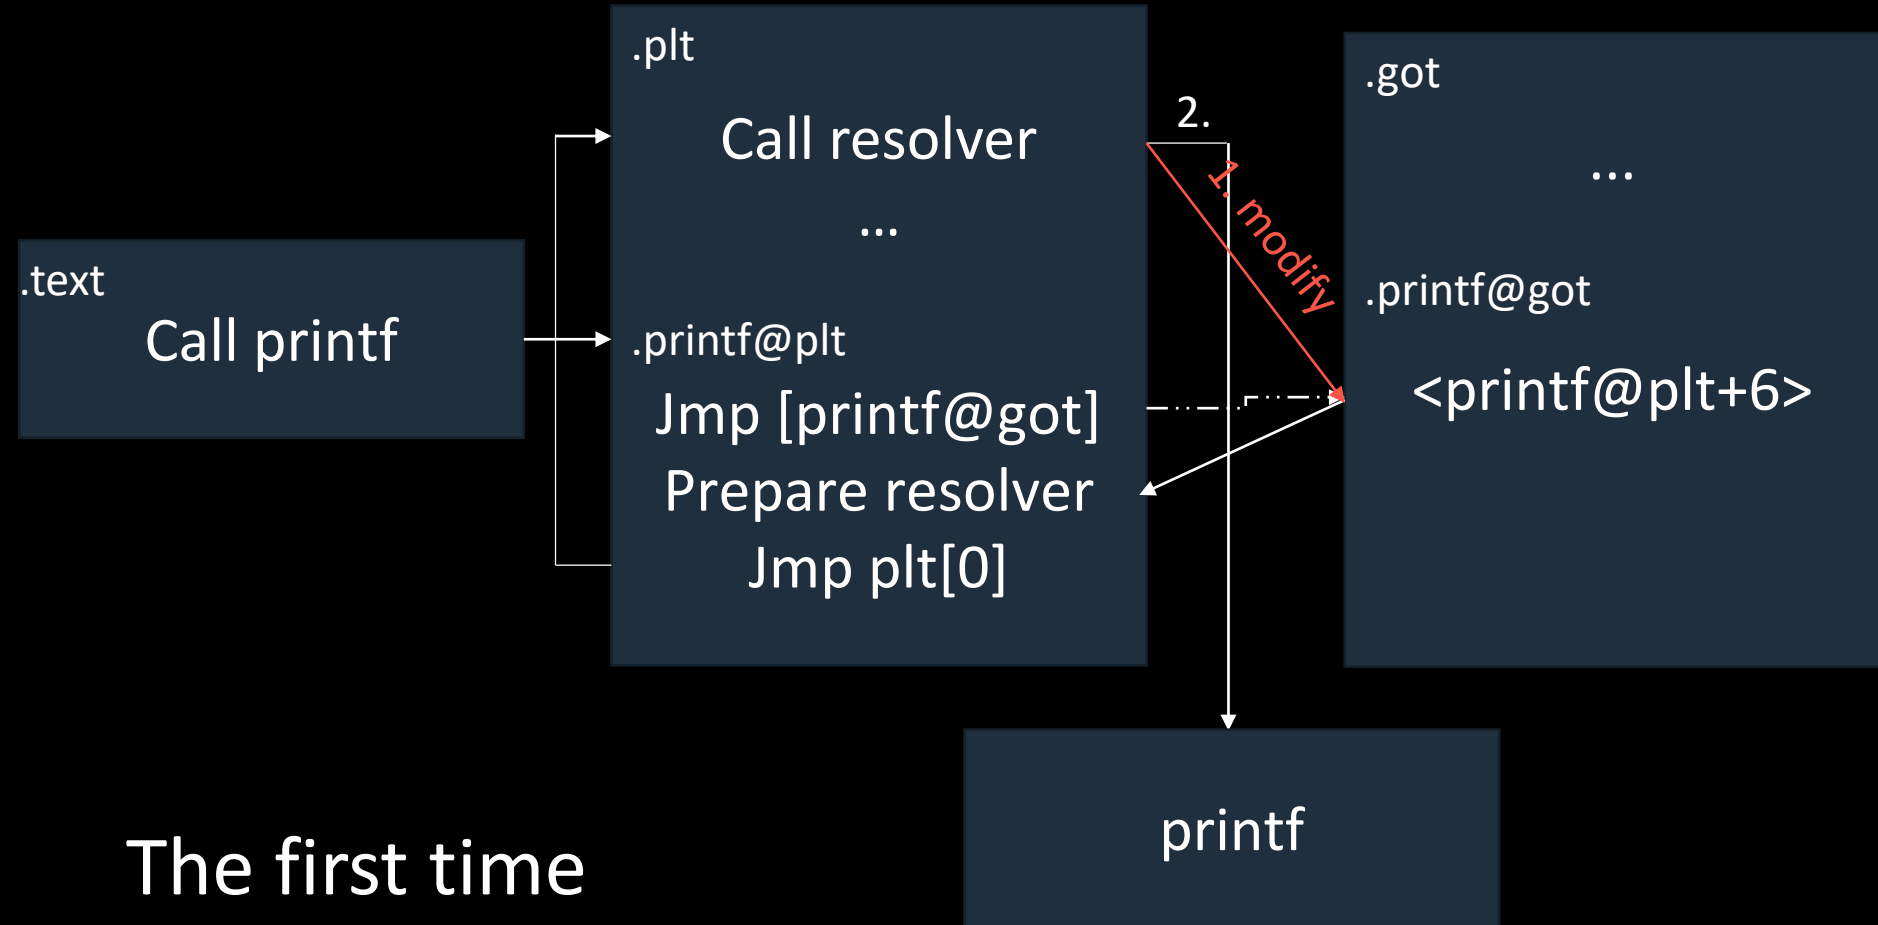 .plt
Call resolver
...
.printf@plt
Jmp [printf@got]
Prepare resolver
Jmp plt[0]
.text
Call printf
2.
1. modify
.got
...
.printf@got
<printf@plt+6>
printf
The first time